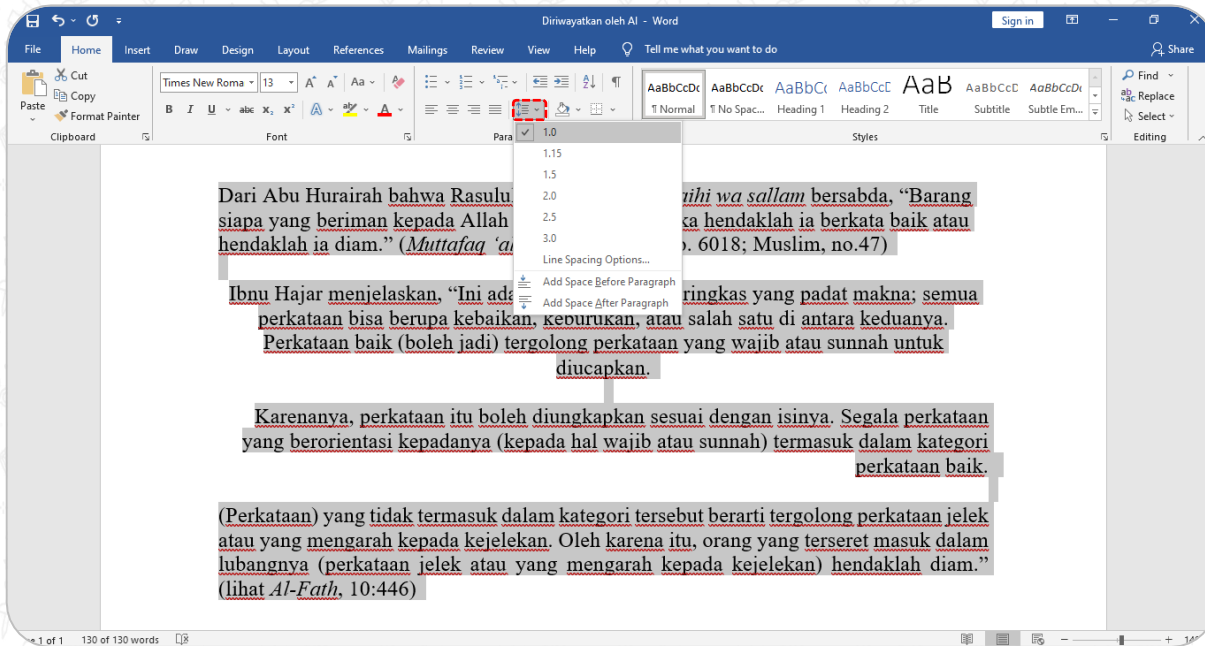 Diriwayatkan oleh AI - Word
Sign in
File Home Insert Draw Design Layout References Mailings Review View Help Tell me what you want to do Share
Paste
Cut
Copy
Format Painter
Clipboard
Times New Roma 13 A A Aa
B I U abc x₂ x² A ab A
Font
Para
AaBbCcDc AaBbCcDc AaBbCc AaBbCcE AaB AaBbCcC AaBbCcDc
¶ Normal ¶ No Spac... Heading 1 Heading 2 Title Subtitle Subtle Em...
Styles
Find
Replace
Select
Editing
1.0
1.15
1.5
2.0
2.5
3.0
Line Spacing Options...
Add Space Before Paragraph
Add Space After Paragraph
Dari Abu Hurairah bahwa Rasulu aihi wa sallam bersabda, “Barang
siapa yang beriman kepada Allah ka hendaklah ia berkata baik atau
hendaklah ia diam.” (Muttafaq ‘al . 6018; Muslim, no.47)
Ibnu Hajar menjelaskan, “Ini ada ringkas yang padat makna; semua
perkataan bisa berupa kebaikan, keburukan, atau salah satu di antara keduanya.
Perkataan baik (boleh jadi) tergolong perkataan yang wajib atau sunnah untuk
diucapkan.
Karenanya, perkataan itu boleh diungkapkan sesuai dengan isinya. Segala perkataan
yang berorientasi kepadanya (kepada hal wajib atau sunnah) termasuk dalam kategori
perkataan baik.
(Perkataan) yang tidak termasuk dalam kategori tersebut berarti tergolong perkataan jelek
atau yang mengarah kepada kejelekan. Oleh karena itu, orang yang terseret masuk dalam
lubangnya (perkataan jelek atau yang mengarah kepada kejelekan) hendaklah diam.”
(lihat Al-Fath, 10:446)
1 of 1 130 of 130 words